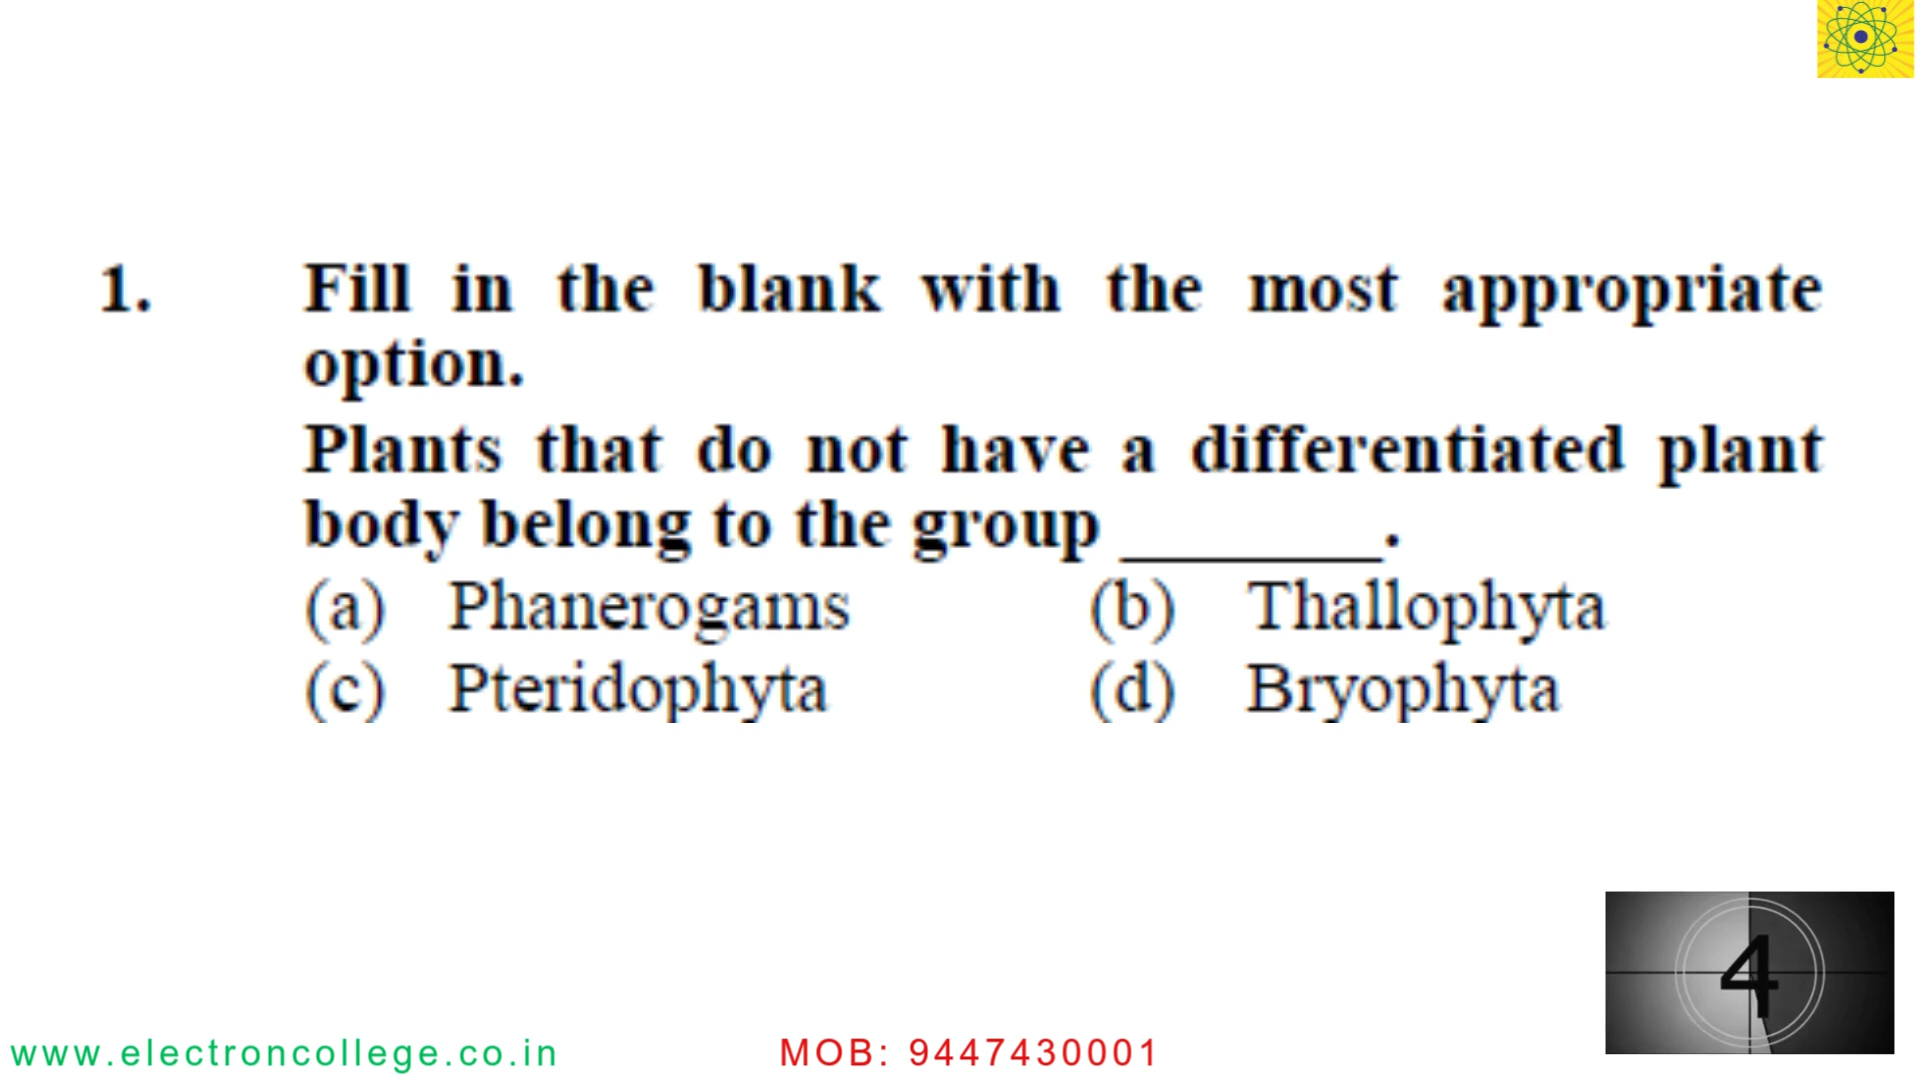 1. Fill in the blank with the most appropriate
option.
Plants that do not have a differentiated plant
body belong to the group ________.
(a) Phanerogams (b) Thallophyta
(c) Pteridophyta (d) Bryophyta
4
www.electroncollege.co.in MOB: 9447430001